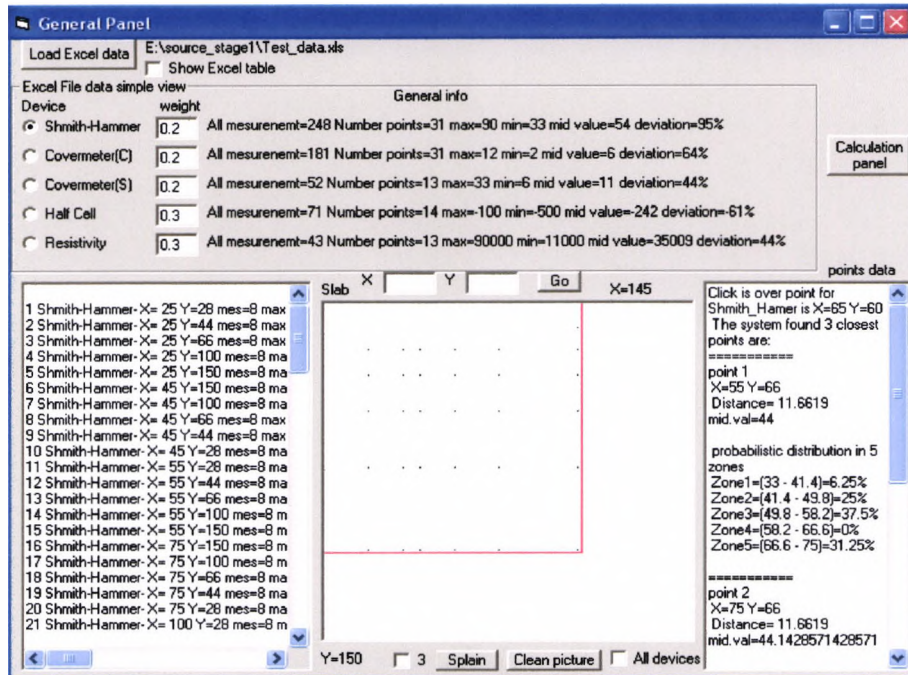 General Panel
Load Excel data
E:\source_stage1\Test_data.xls
Show Excel table
Excel File data simple view
General info
Device weight
Shmith-Hammer 0.2 All mesurenemt=248 Number points=31 max=90 min=33 mid value=54 deviation=95%
Covermeter(C) 0.2 All mesurenemt=181 Number points=31 max=12 min=2 mid value=6 deviation=64%
Covermeter(S) 0.2 All mesurenemt=52 Number points=13 max=33 min=6 mid value=11 deviation=44%
Half Call 0.3 All mesurenemt=71 Number points=14 max=-100 min=-500 mid value=-242 deviation=-61%
Resistivity 0.3 All mesurenemt=43 Number points=13 max=90000 min=11000 mid value=35009 deviation=44%
Calculation
panel
1 Shmith-Hammer- X= 25 Y=28 mes=8 max
2 Shmith-Hammer- X= 25 Y=44 mes=8 max
3 Shmith-Hammer- X= 25 Y=66 mes=8 max
4 Shmith-Hammer- X= 25 Y=100 mes=8 ma
5 Shmith-Hammer- X= 25 Y=150 mes=8 ma
6 Shmith-Hammer- X= 45 Y=150 mes=8 ma
7 Shmith-Hammer- X= 45 Y=100 mes=8 ma
8 Shmith-Hammer- X= 45 Y=66 mes=8 max
9 Shmith-Hammer- X= 45 Y=44 mes=8 max
10 Shmith-Hammer- X= 45 Y=28 mes=8 m
11 Shmith-Hammer- X= 55 Y=28 mes=8 m
12 Shmith-Hammer- X= 55 Y=44 mes=8 m
13 Shmith-Hammer- X= 55 Y=66 mes=8 m
14 Shmith-Hammer- X= 55 Y=100 mes=8 m
15 Shmith-Hammer- X= 55 Y=150 mes=8 m
16 Shmith-Hammer- X= 75 Y=150 mes=8 m
17 Shmith-Hammer- X= 75 Y=100 mes=8 m
18 Shmith-Hammer- X= 75 Y=66 mes=8 ma
19 Shmith-Hammer- X= 75 Y=44 mes=8 ma
20 Shmith-Hammer- X= 75 Y=28 mes=8 ma
21 Shmith-Hammer- X= 100 Y=28 mes=8 m
Slab X Y Go X=145
Y=150 3 Splain Clean picture All devices
points data
Click is over point for
Shmith_Hamer is X=65 Y=60
The system found 3 closest
points are:
===========
point 1
X=55 Y=66
Distance= 11.6619
mid.val=44
probabilistic distribution in 5
zones
Zone1=(33 - 41.4)=6.25%
Zone2=(41.4 - 49.8)=25%
Zone3=(49.8 - 58.2)=37.5%
Zone4=(58.2 - 66.6)=0%
Zone5=(66.6 - 75)=31.25%
===========
point 2
X=75 Y=66
Distance= 11.6619
mid.val=44.1428571428571